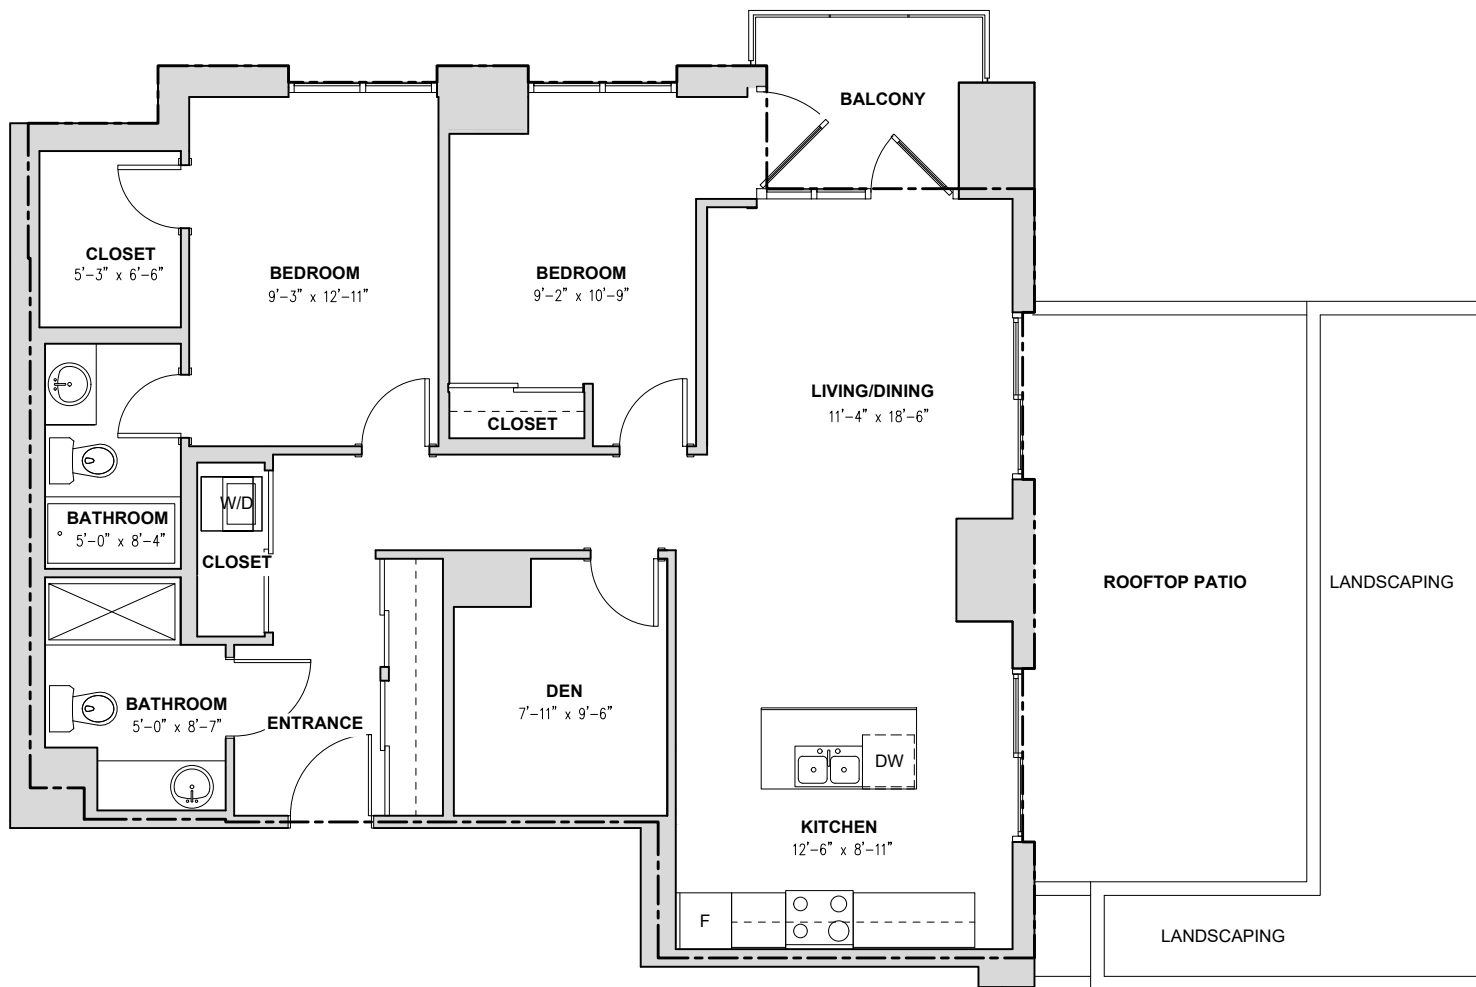 BALCONY
CLOSET
5'-3" x 6'-6"
BEDROOM
9'-3" x 12'-11"
BEDROOM
9'-2" x 10'-9"
LIVING/DINING
11'-4" x 18'-6"
CLOSET
W/D
BATHROOM
5'-0" x 8'-4"
CLOSET
ROOFTOP PATIO
LANDSCAPING
BATHROOM
5'-0" x 8'-7"
ENTRANCE
DEN
7'-11" x 9'-6"
DW
KITCHEN
12'-6" x 8'-11"
F
LANDSCAPING